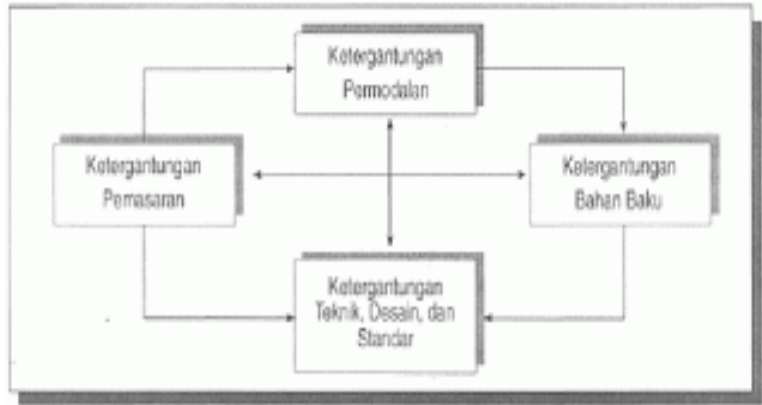 Ketergantungan
Permodalan
Ketergantungan
Pemasaran
Ketergantungan
Bahan Baku
Ketergantungan
Teknik, Desain, dan
Standar